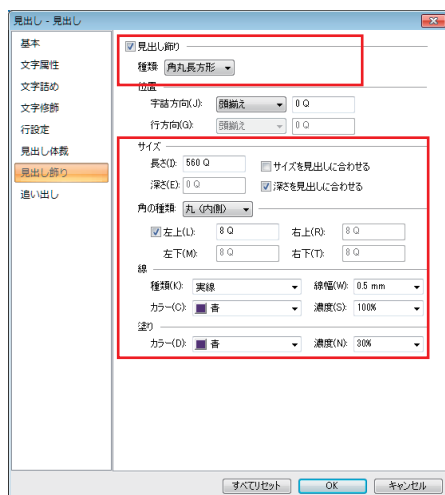 見出し - 見出し
基本
文字属性
文字詰め
文字修飾
行設定
見出し体裁
見出し飾り
追い出し
見出し飾り
種類: 角丸長方形
位置
字詰方向(J): 頭揃え 0 Q
行方向(G): 頭揃え 0 Q
サイズ
長さ(I): 560 Q サイズを見出しに合わせる
深さ(E): 0 Q 深さを見出しに合わせる
角の種類: 丸 (内側)
左上(L): 8 Q 右上(R): 8 Q
左下(M): 8 Q 右下(T): 8 Q
線
種類(K): 実線 線幅(W): 0.5 mm
カラー(C): 青 濃度(S): 100%
塗り
カラー(D): 青 濃度(N): 30%
すべてリセット OK キャンセル